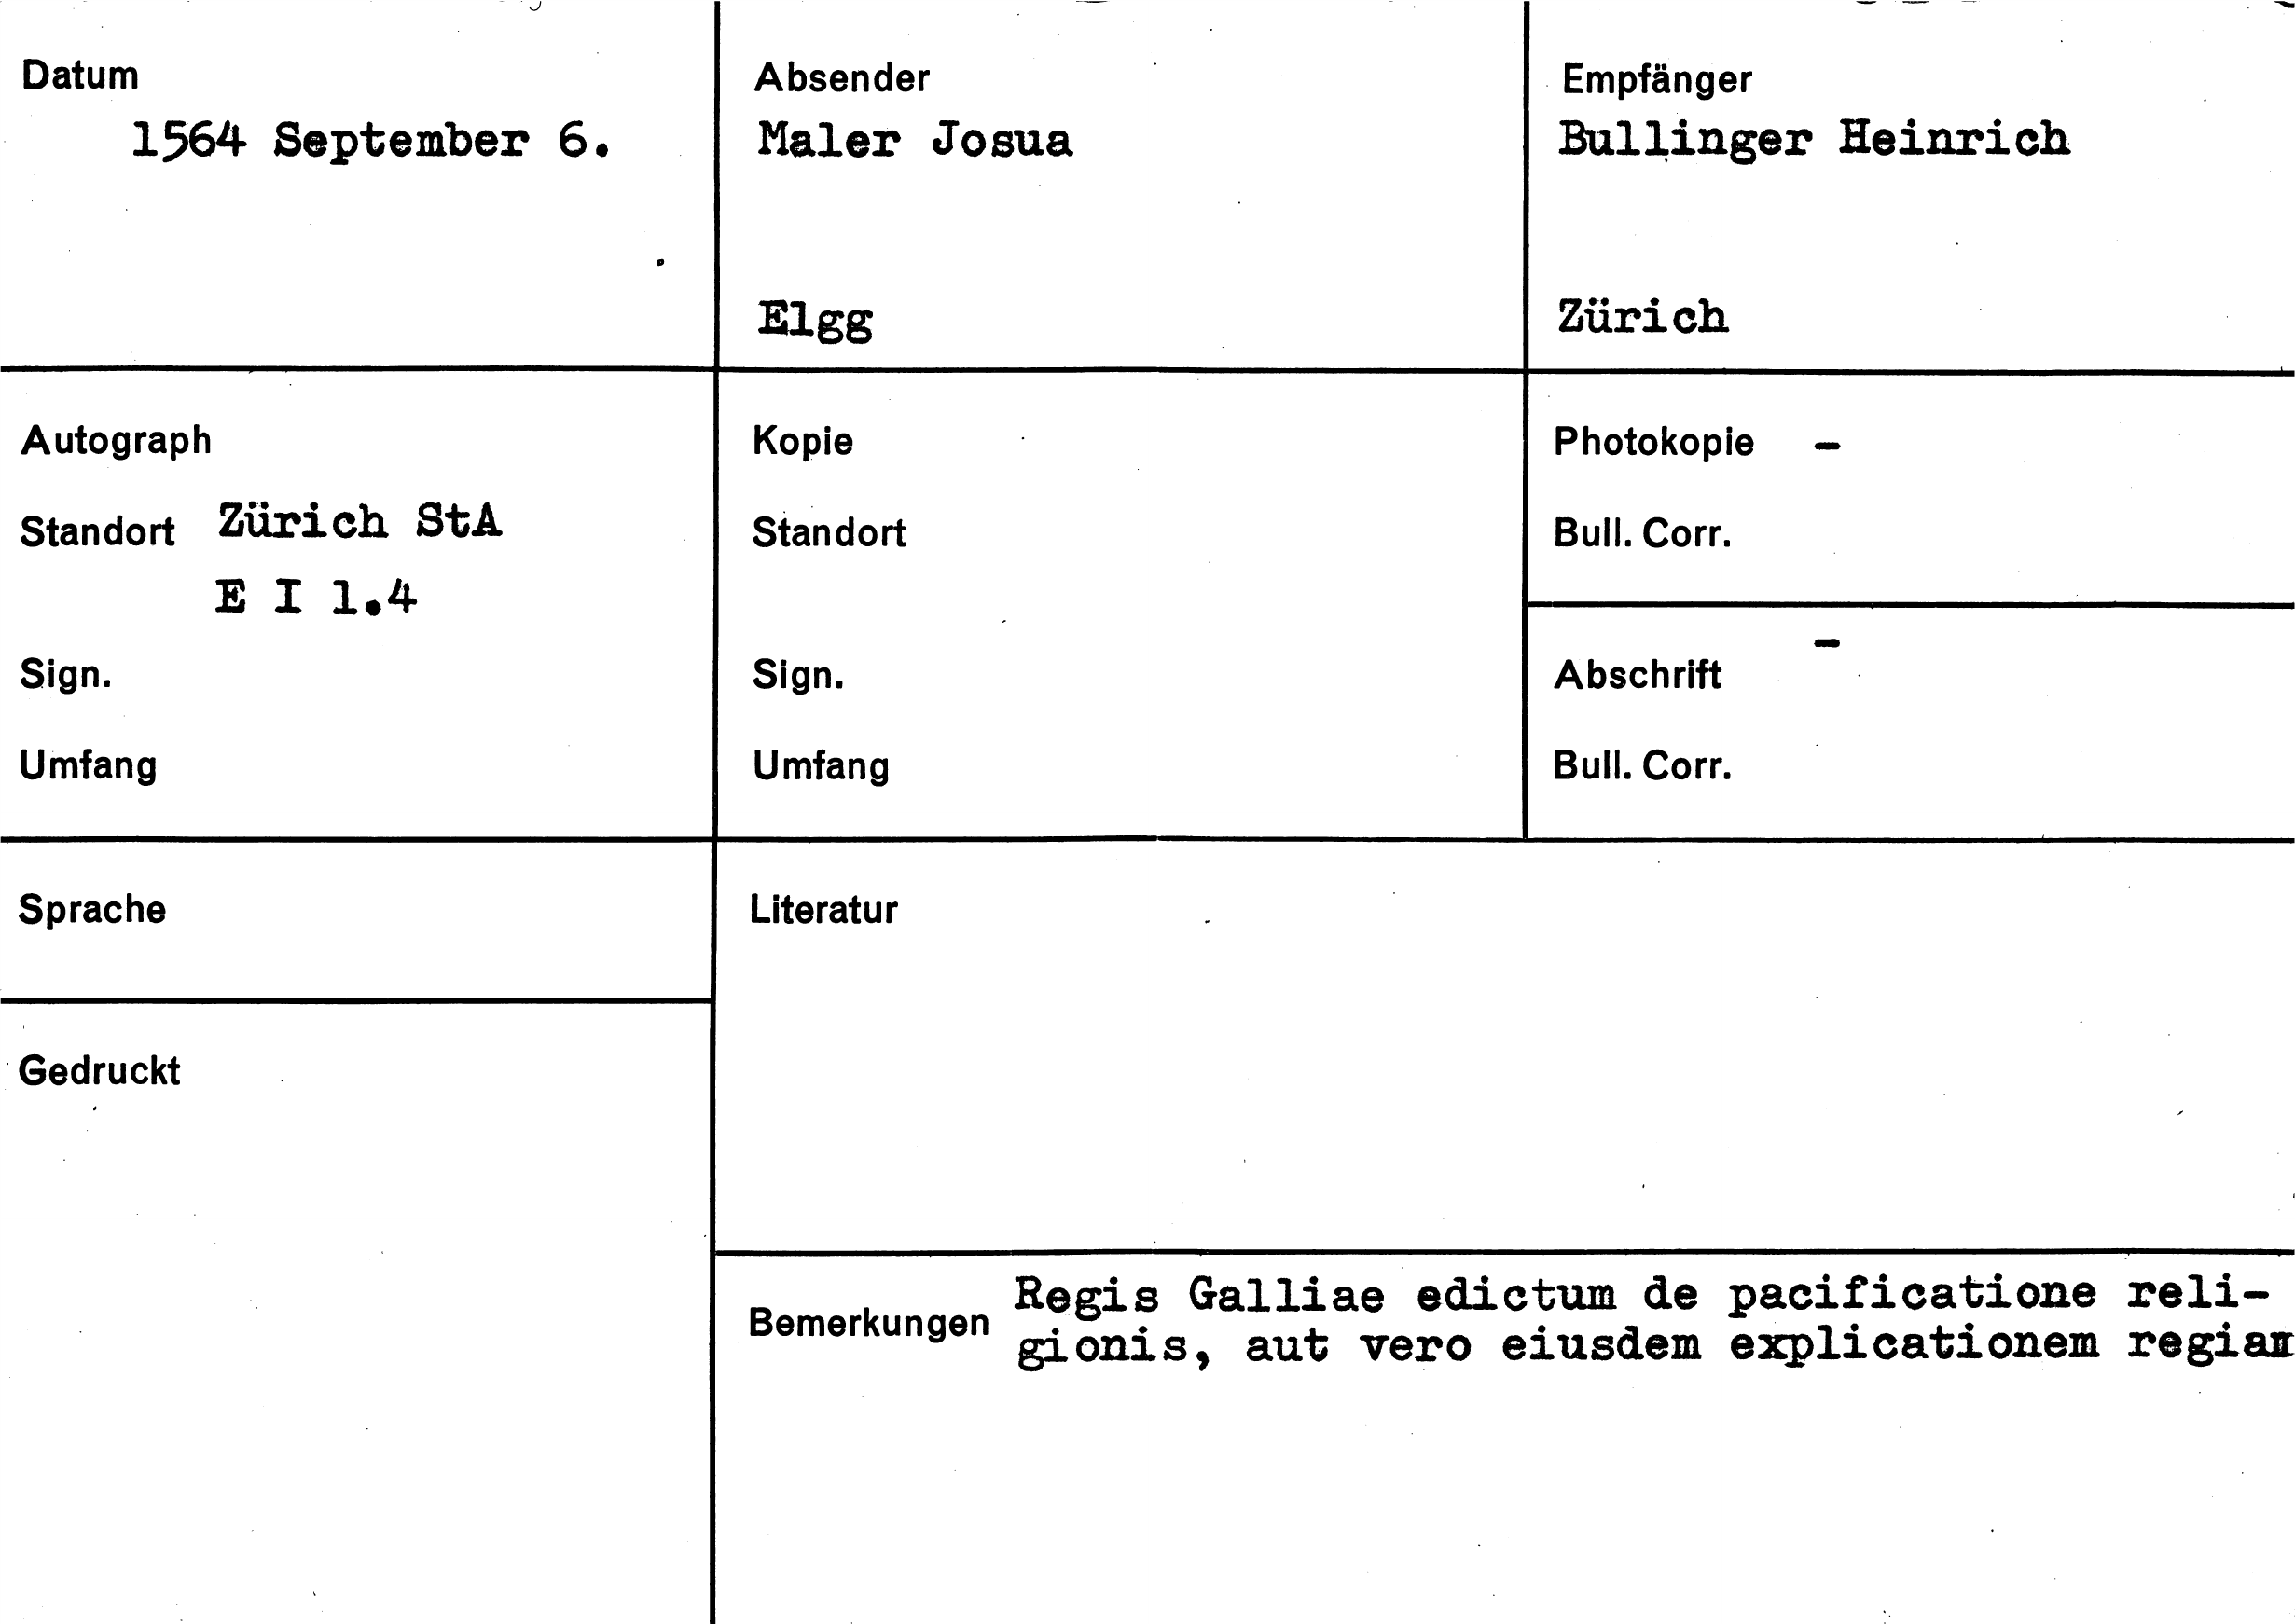 Datum
1564 September 6.
Absender
Maler Josua
Elgg
Empfänger
Bullinger Heinrich
Zürich
Autograph
Standort Zürich StA
E I 1.4
Sign.
Umfang
Kopie
Standort
Sign.
Umfang
Photokopie -
Bull. Corr.
-
Abschrift
Bull. Corr.
Sprache
Literatur
Gedruckt
Bemerkungen Regis Galliae edictum de pacificatione reli-
gionis, aut vero eiusdem explicationem regiam